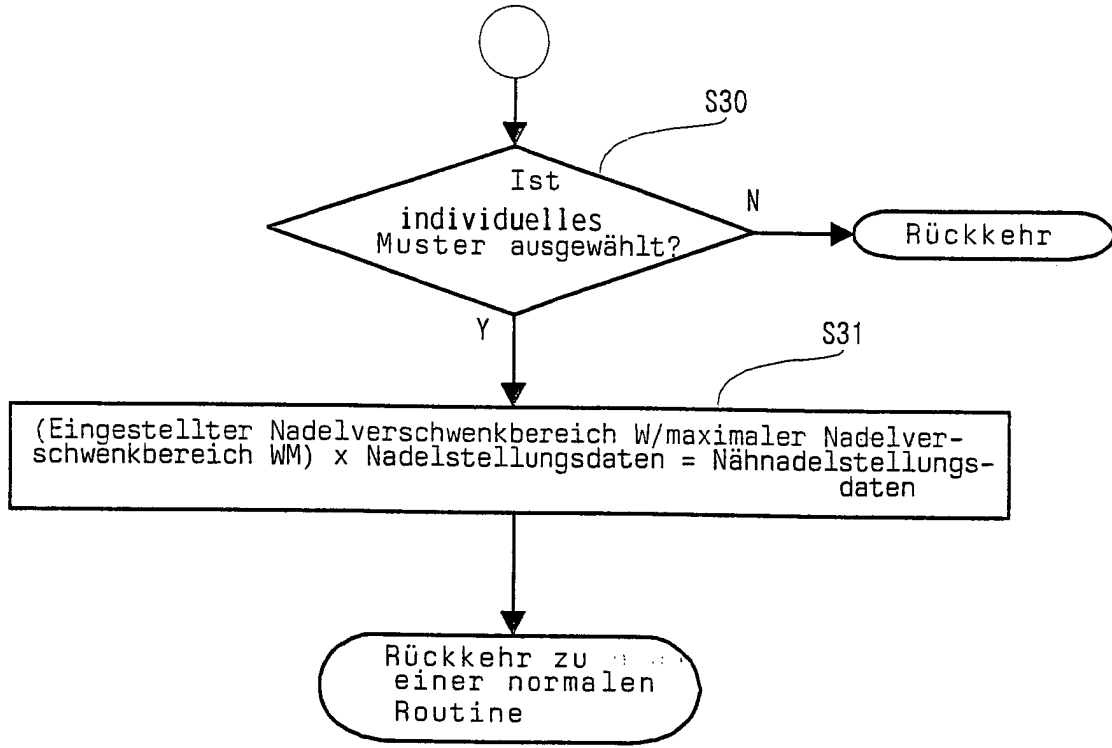 S30
Ist
individuelles
Muster ausgewählt?
N
Rückkehr
Y
S31
(Eingestellter Nadelverschwenkbereich W/maximaler Nadelver-
schwenkbereich WM) x Nadelstellungsdaten = Nähnadelstellungs-
daten
Rückkehr zu
einer normalen
Routine